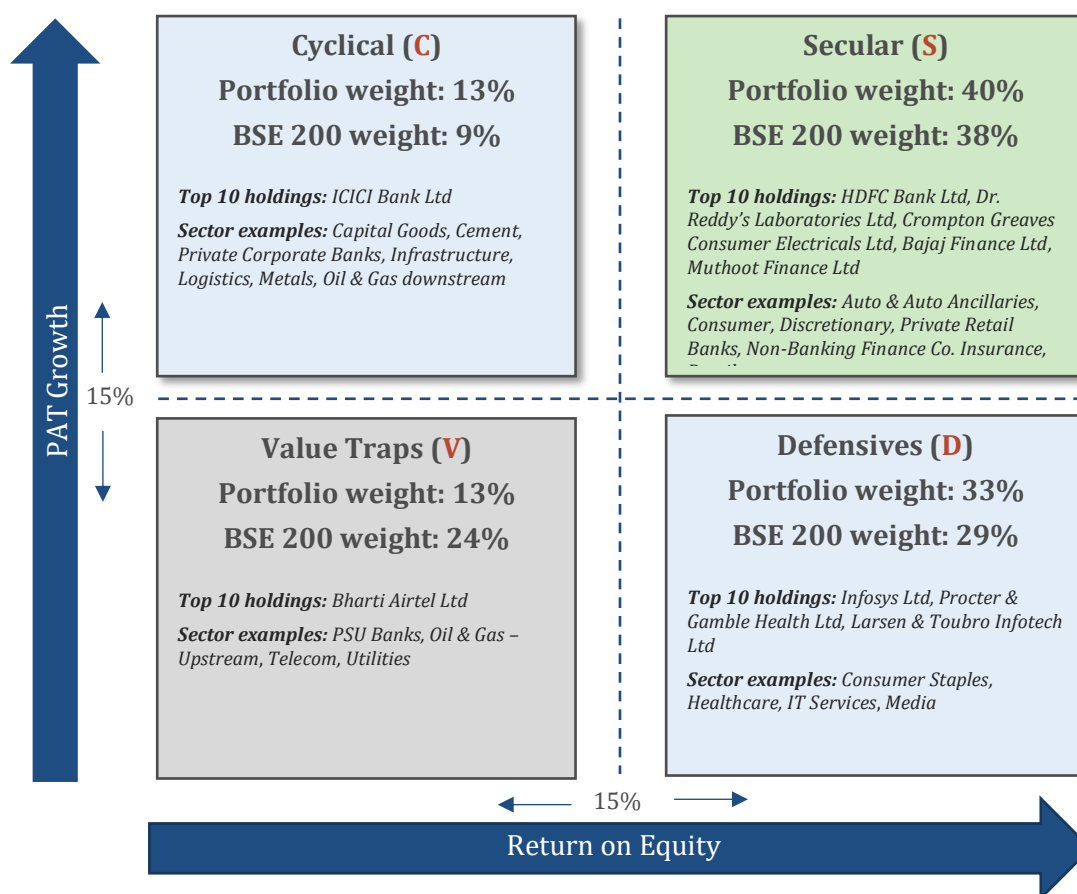 Cyclical (C)
Portfolio weight: 13%
BSE 200 weight: 9%
Top 10 holdings: ICICI Bank Ltd
Sector examples: Capital Goods, Cement,
Private Corporate Banks, Infrastructure,
Logistics, Metals, Oil & Gas downstream
Secular (S)
Portfolio weight: 40%
BSE 200 weight: 38%
Top 10 holdings: HDFC Bank Ltd, Dr.
Reddy's Laboratories Ltd, Crompton Greaves
Consumer Electricals Ltd, Bajaj Finance Ltd,
Muthoot Finance Ltd
Sector examples: Auto & Auto Ancillaries,
Consumer, Discretionary, Private Retail
Banks, Non-Banking Finance Co. Insurance,
PAT Growth
15%
Value Traps (V)
Portfolio weight: 13%
BSE 200 weight: 24%
Top 10 holdings: Bharti Airtel Ltd
Sector examples: PSU Banks, Oil & Gas –
Upstream, Telecom, Utilities
Defensives (D)
Portfolio weight: 33%
BSE 200 weight: 29%
Top 10 holdings: Infosys Ltd, Procter &
Gamble Health Ltd, Larsen & Toubro Infotech
Ltd
Sector examples: Consumer Staples,
Healthcare, IT Services, Media
15%
Return on Equity